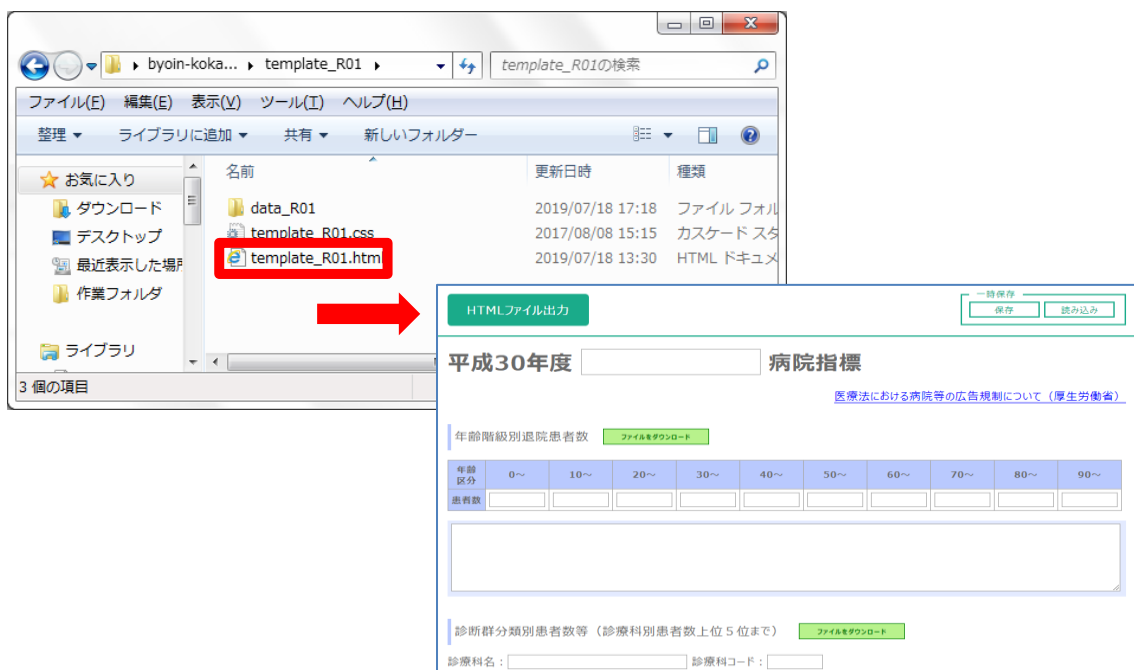 byoin-koka... ▸ template_R01 ▸
template_R01の検索
ファイル(F) 編集(E) 表示(V) ツール(T) ヘルプ(H)
整理 ライブラリに追加 共有 新しいフォルダー
お気に入り
ダウンロード
デスクトップ
最近表示した場所
作業フォルダ
ライブラリ
名前 更新日時 種類
data_R01 2019/07/18 17:18 ファイル フォル
template_R01.css 2017/08/08 15:15 カスケード スタ
template_R01.html 2019/07/18 13:30 HTML ドキュメ
3 個の項目
HTMLファイル出力
一時保存
保存 読み込み
平成30年度 病院指標
医療法における病院等の広告規制について（厚生労働省）
年齢階級別退院患者数 ファイルをダウンロード
年齢区分 0～ 10～ 20～ 30～ 40～ 50～ 60～ 70～ 80～ 90～
患者数
診断群分類別患者数等（診療科別患者数上位５位まで） ファイルをダウンロード
診療科名： 診療科コード：